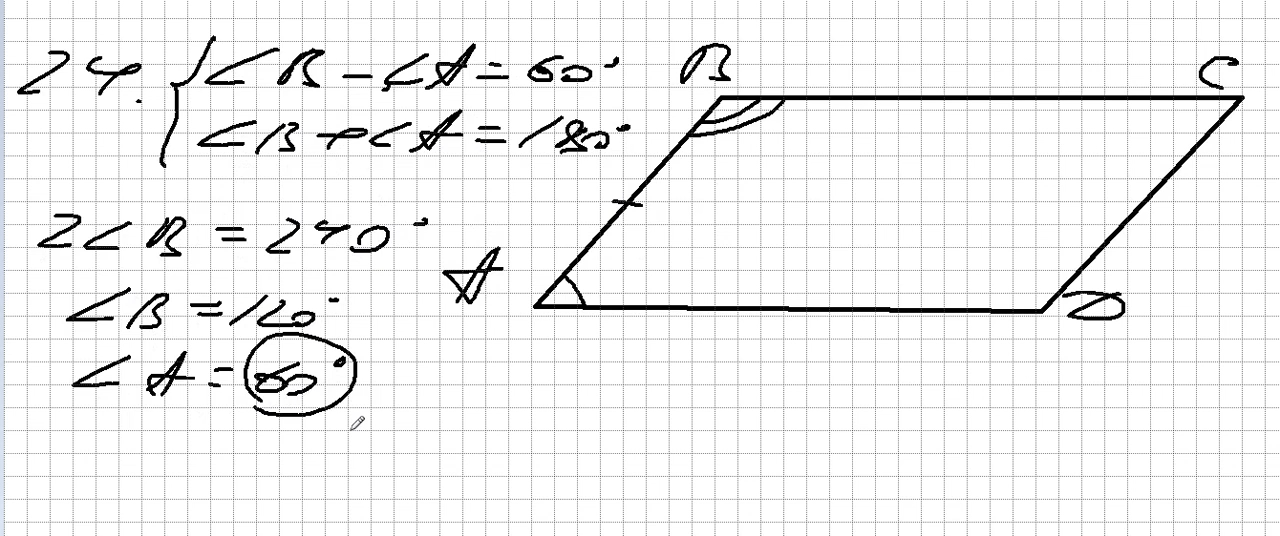 24. { ∠B - ∠A = 60°
∠B + ∠A = 180°
2∠B = 240°
∠B = 120°
∠A = 60°
B
C
A
D